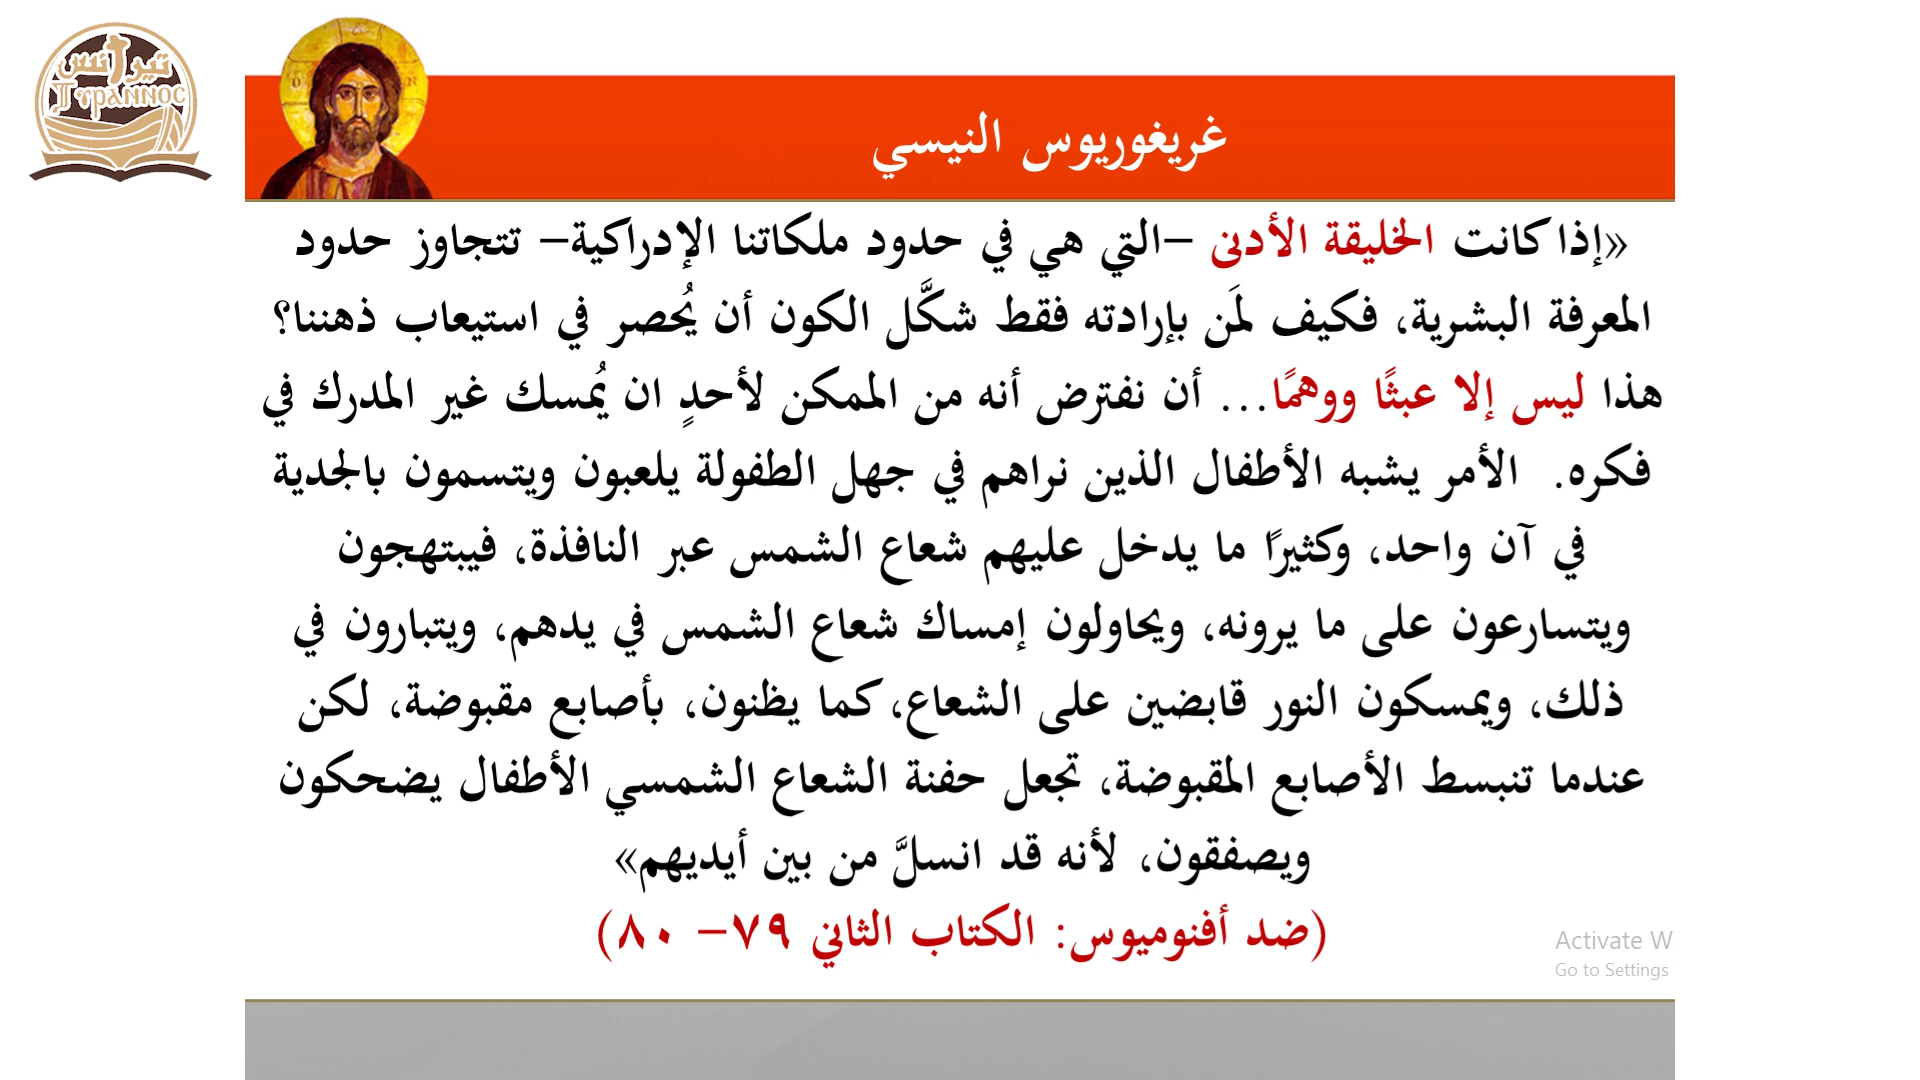 تيرانس
Τυραννος
غريغوريوس النيسي
«إذا كانت الخليقة الأدنى –التي هي في حدود ملكاتنا الإدراكية– تتجاوز حدود
المعرفة البشرية، فكيف لمَن بإرادته فقط شكَّل الكون أن يُحصر في استيعاب ذهننا؟
هذا ليس إلا عبثًا ووهمًا... أن نفترض أنه من الممكن لأحدٍ ان يُمسك غير المدرك في
فكره. الأمر يشبه الأطفال الذين نراهم في جهل الطفولة يلعبون ويتسمون بالجدية
في آن واحد، وكثيرًا ما يدخل عليهم شعاع الشمس عبر النافذة، فيبتهجون
ويتسارعون على ما يرونه، ويحاولون إمساك شعاع الشمس في يدهم، ويتبارون في
ذلك، ويمسكون النور قابضين على الشعاع، كما يظنون، بأصابع مقبوضة، لكن
عندما تنبسط الأصابع المقبوضة، تجعل حفنة الشعاع الشمسي الأطفال يضحكون
ويصفقون، لأنه قد انسلَّ من بين أيديهم»
(ضد أفنوميوس: الكتاب الثاني ٧٩– ٨٠)
Activate W
Go to Settings